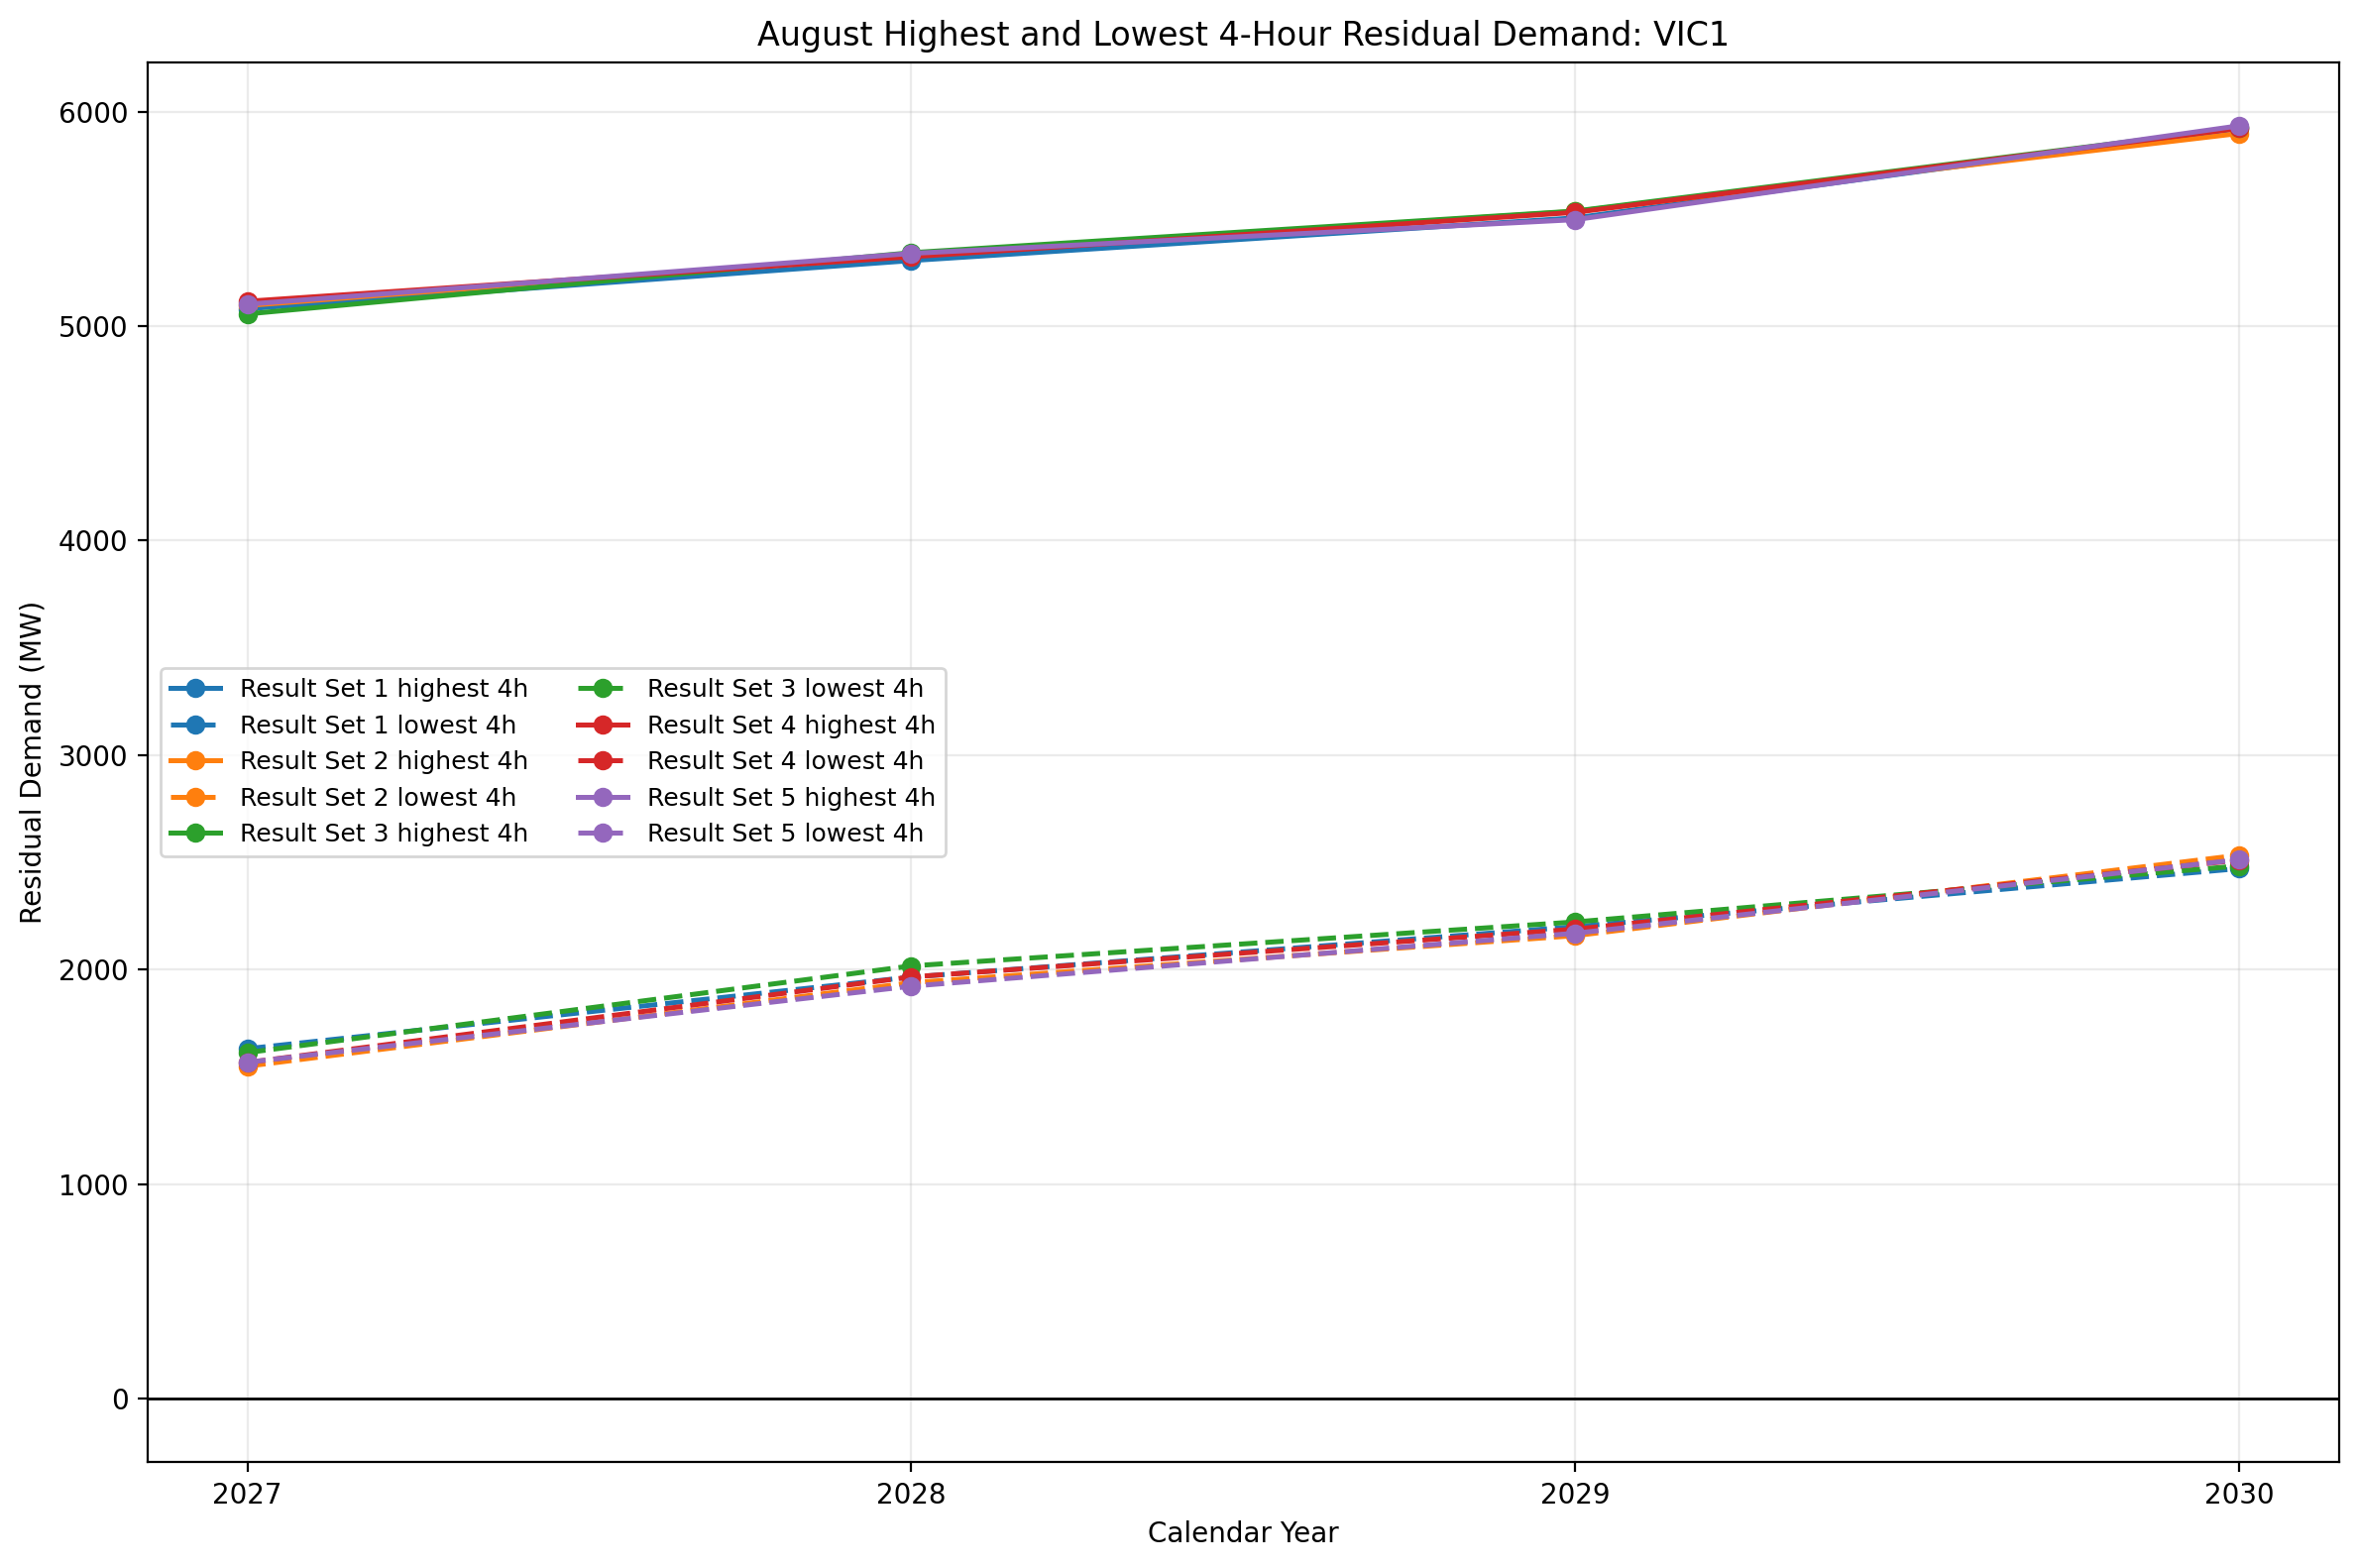 August Highest and Lowest 4-Hour Residual Demand: VIC1
Residual Demand (MW)
6000
5000
4000
3000
2000
1000
0
Result Set 1 highest 4h
Result Set 1 lowest 4h
Result Set 2 highest 4h
Result Set 2 lowest 4h
Result Set 3 highest 4h
Result Set 3 lowest 4h
Result Set 4 highest 4h
Result Set 4 lowest 4h
Result Set 5 highest 4h
Result Set 5 lowest 4h
2027 2028 2029 2030
Calendar Year